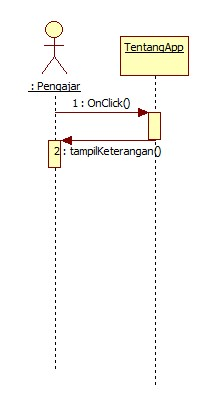 TentangApp
: Pengajar
1 : OnClick()
2 : tampilKeterangan()